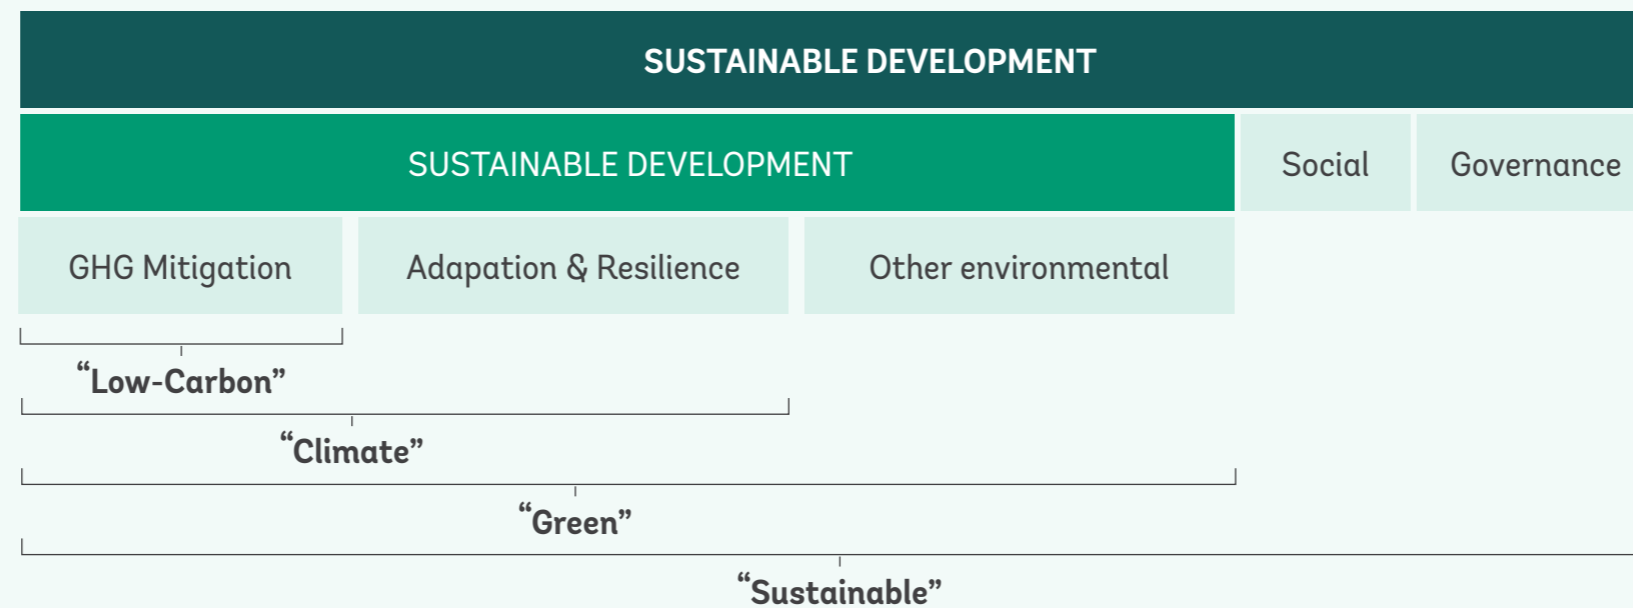 SUSTAINABLE DEVELOPMENT
SUSTAINABLE DEVELOPMENT
Social
Governance
GHG Mitigation
Adapation & Resilience
Other environmental
“Low-Carbon”
“Climate”
“Green”
“Sustainable”